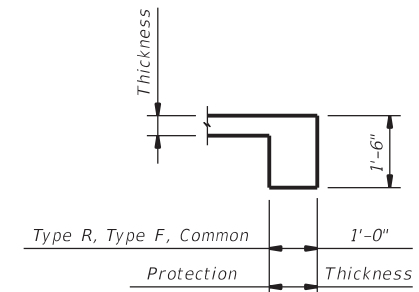 Thickness
1'-6"
Type R, Type F, Common 1'-0"
Protection Thickness